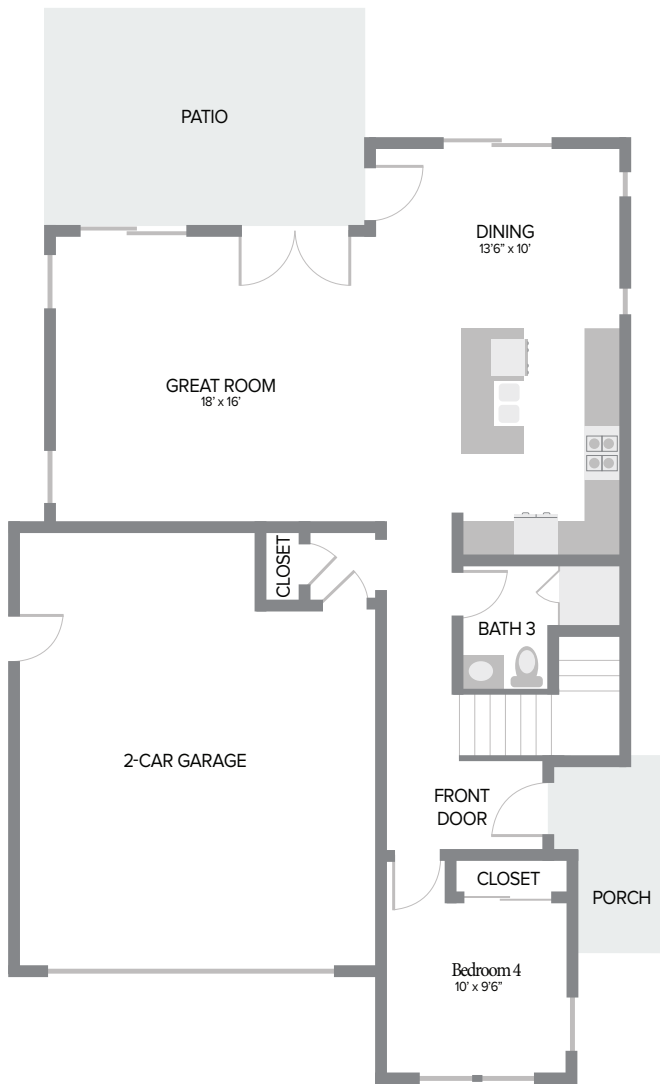 PATIO
DINING
13'6" x 10'
GREAT ROOM
18' x 16'
CLOSET
BATH 3
2-CAR GARAGE
FRONT
DOOR
CLOSET
PORCH
Bedroom 4
10' x 9'6"